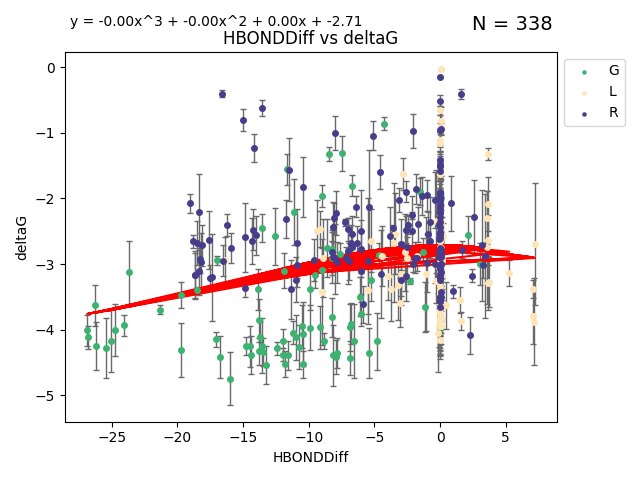 y = -0.00x^3 + -0.00x^2 + 0.00x + -2.71
N = 338
HBONDDiff vs deltaG
G
L
R
deltaG
0
−1
−2
−3
−4
−5
−25
−20
−15
−10
−5
0
5
HBONDDiff